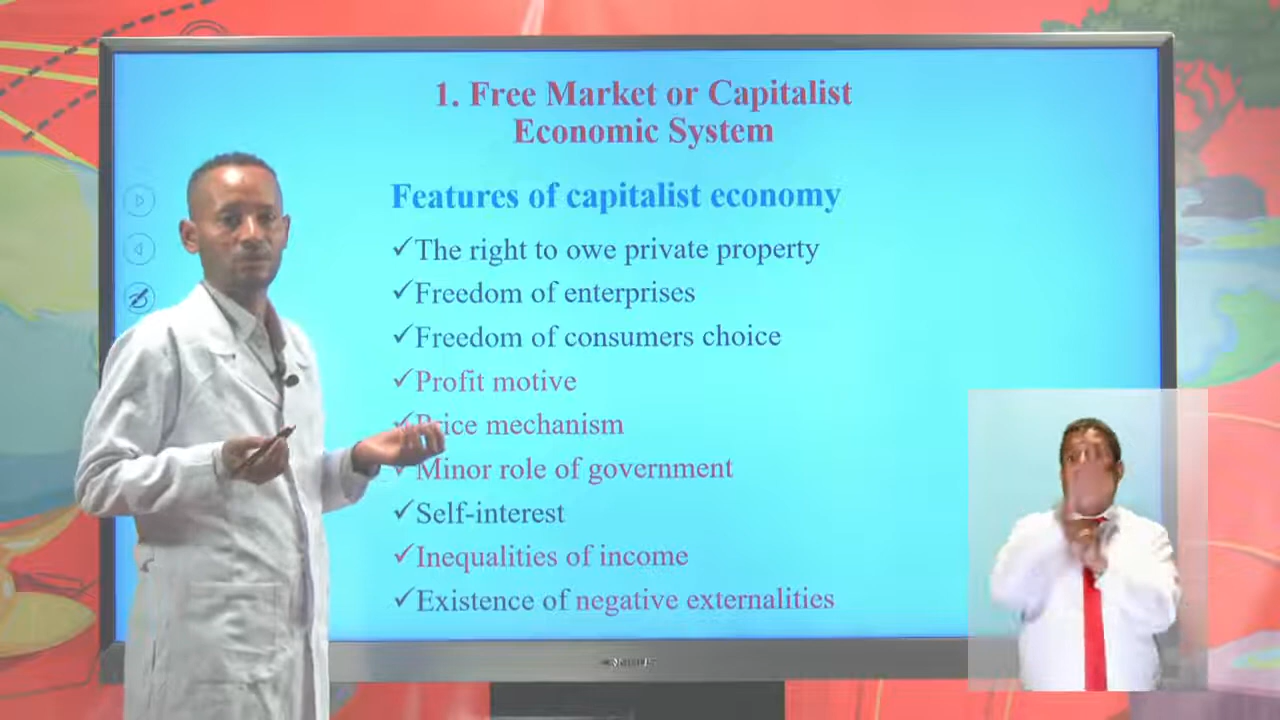 1. Free Market or Capitalist
Economic System
Features of capitalist economy
✓The right to owe private property
✓Freedom of enterprises
✓Freedom of consumers choice
✓Profit motive
✓Price mechanism
✓Minor role of government
✓Self-interest
✓Inequalities of income
✓Existence of negative externalities